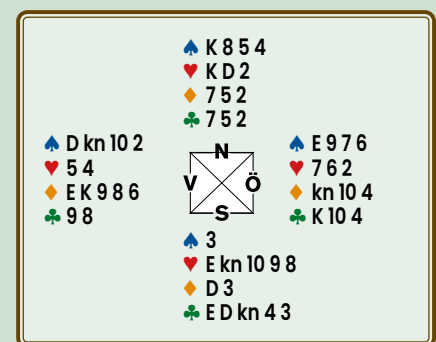 ♠ K 8 5 4
♥ K D 2
♦ 7 5 2
♣ 7 5 2
♠ D kn 10 2
♥ 5 4
♦ E K 9 8 6
♣ 9 8
N
V Ö
S
♠ E 9 7 6
♥ 7 6 2
♦ kn 10 4
♣ K 10 4
♠ 3
♥ E kn 10 9 8
♦ D 3
♣ E D kn 4 3